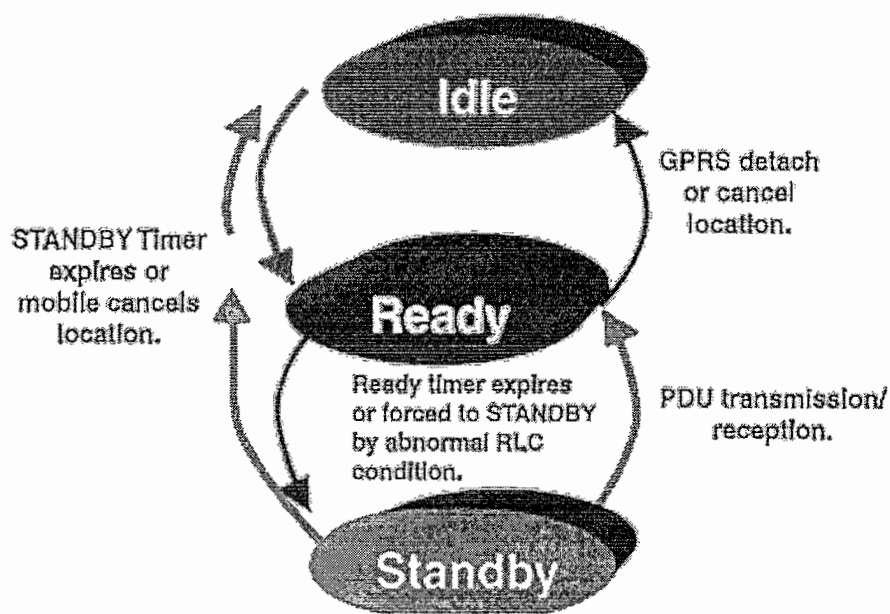 Idle
GPRS detach
or cancel
location.
STANDBY Timer
expires or
mobile cancels
location.
Ready
Ready timer expires
or forced to STANDBY
by abnormal RLC
condition.
PDU transmission/
reception.
Standby